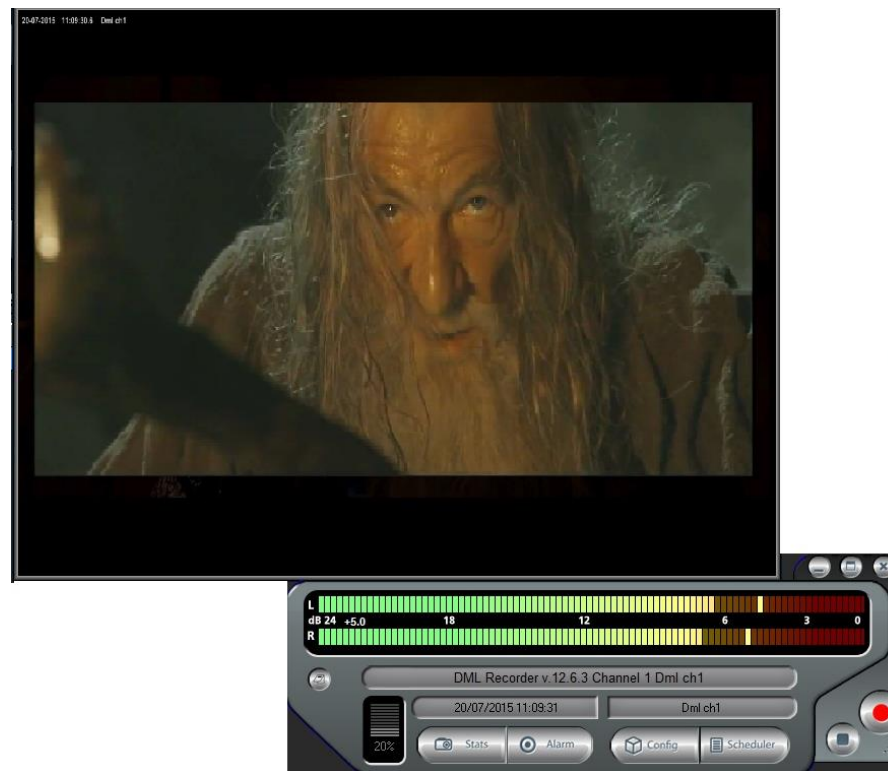 20-07-2015 11:09:30.6 Dml ch1
L
dB 24 +5.0 18 12 6 3 0
R
DML Recorder v.12.6.3 Channel 1 Dml ch1
20/07/2015 11:09:31 Dml ch1
20% Stats Alarm Config Scheduler